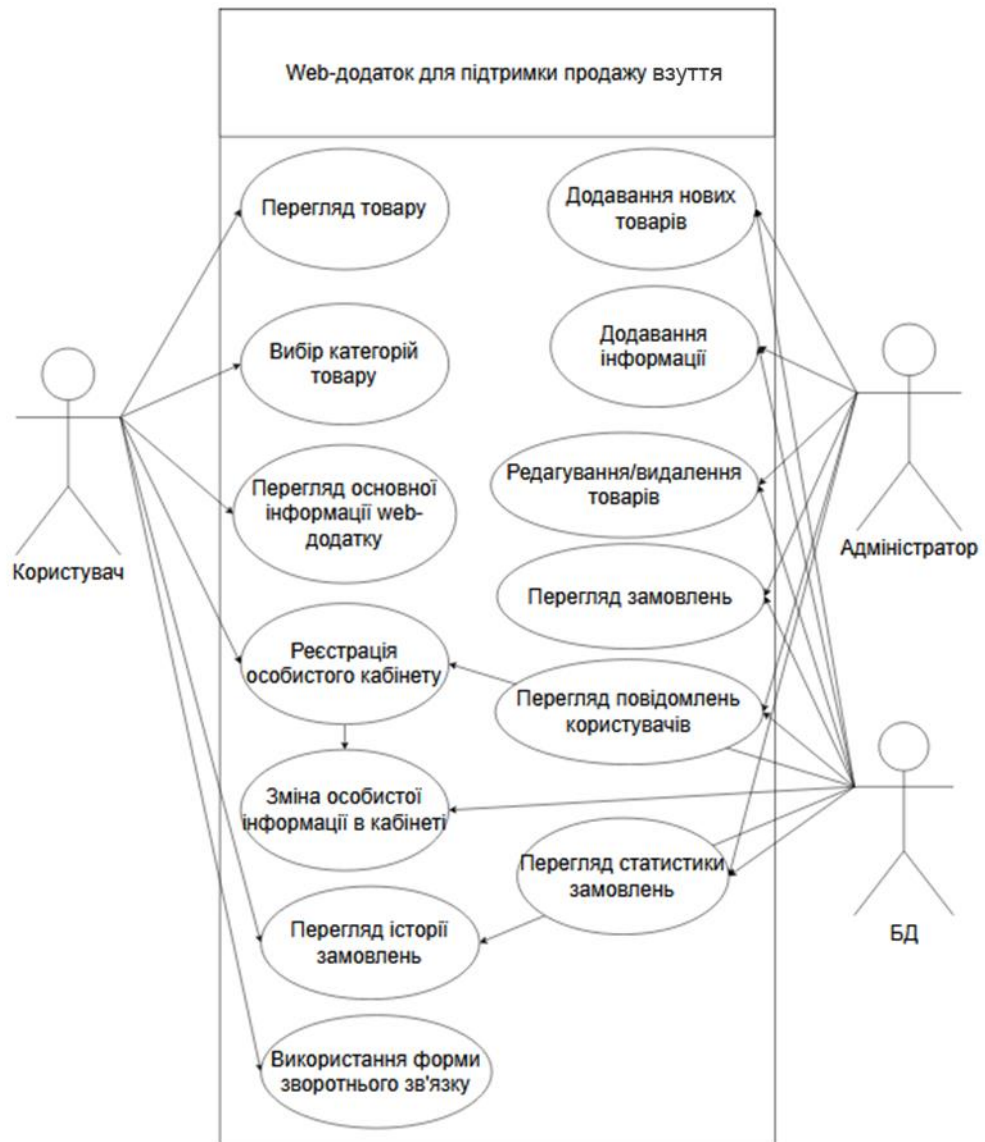 Web-додаток для підтримки продажу взуття
Перегляд товару
Додавання нових
товарів
Вибір категорій
товару
Додавання
інформації
Перегляд основної
інформації web-
додатку
Редагування/видалення
товарів
Користувач
Адміністратор
Перегляд замовлень
Реєстрація
особистого кабінету
Перегляд повідомлень
користувачів
Зміна особистої
інформації в кабінеті
Перегляд статистики
замовлень
БД
Перегляд історії
замовлень
Використання форми
зворотнього зв'язку